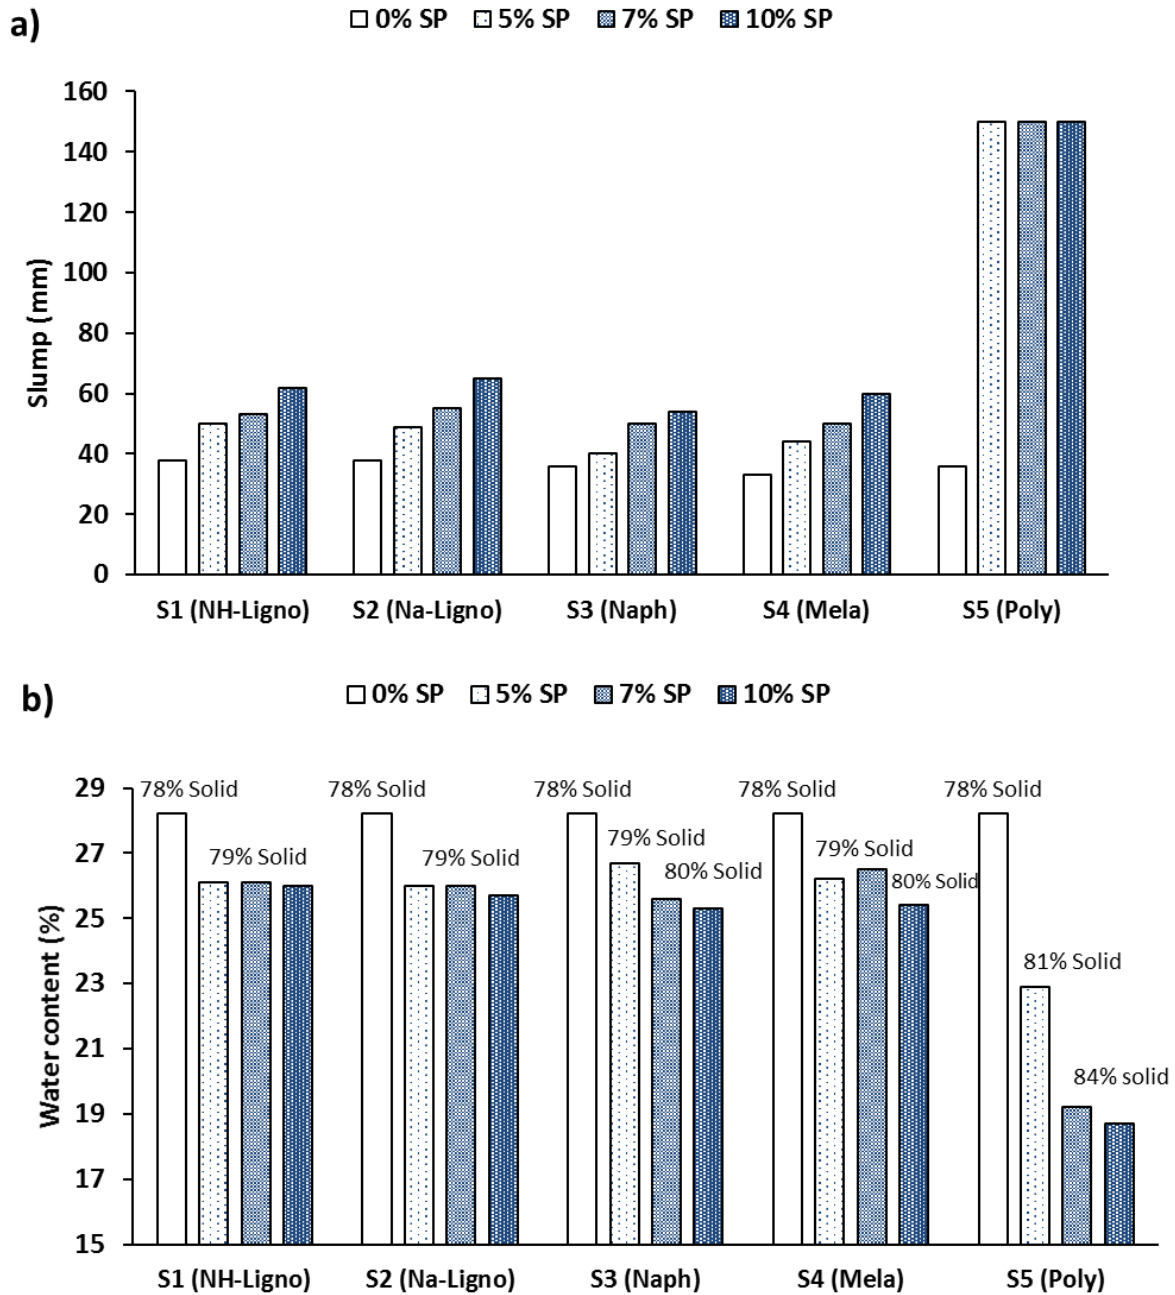 a)
0% SP 5% SP 7% SP 10% SP
160
140
120
100
80
60
40
20
0
Slump (mm)
S1 (NH-Ligno) S2 (Na-Ligno) S3 (Naph) S4 (Mela) S5 (Poly)
b)
0% SP 5% SP 7% SP 10% SP
29
27
25
23
21
19
17
15
Water content (%)
78% Solid 78% Solid 78% Solid 78% Solid 78% Solid
79% Solid 79% Solid 79% Solid 79% Solid
80% Solid 80% Solid
81% Solid
84% solid
S1 (NH-Ligno) S2 (Na-Ligno) S3 (Naph) S4 (Mela) S5 (Poly)